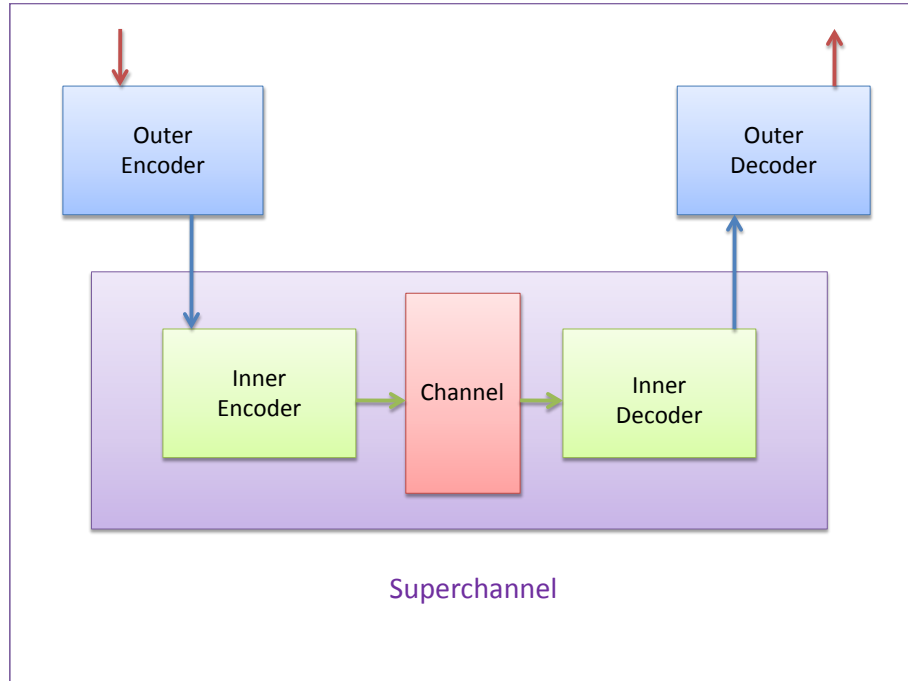 Outer
Encoder
Outer
Decoder
Inner
Encoder
Channel
Inner
Decoder
Superchannel